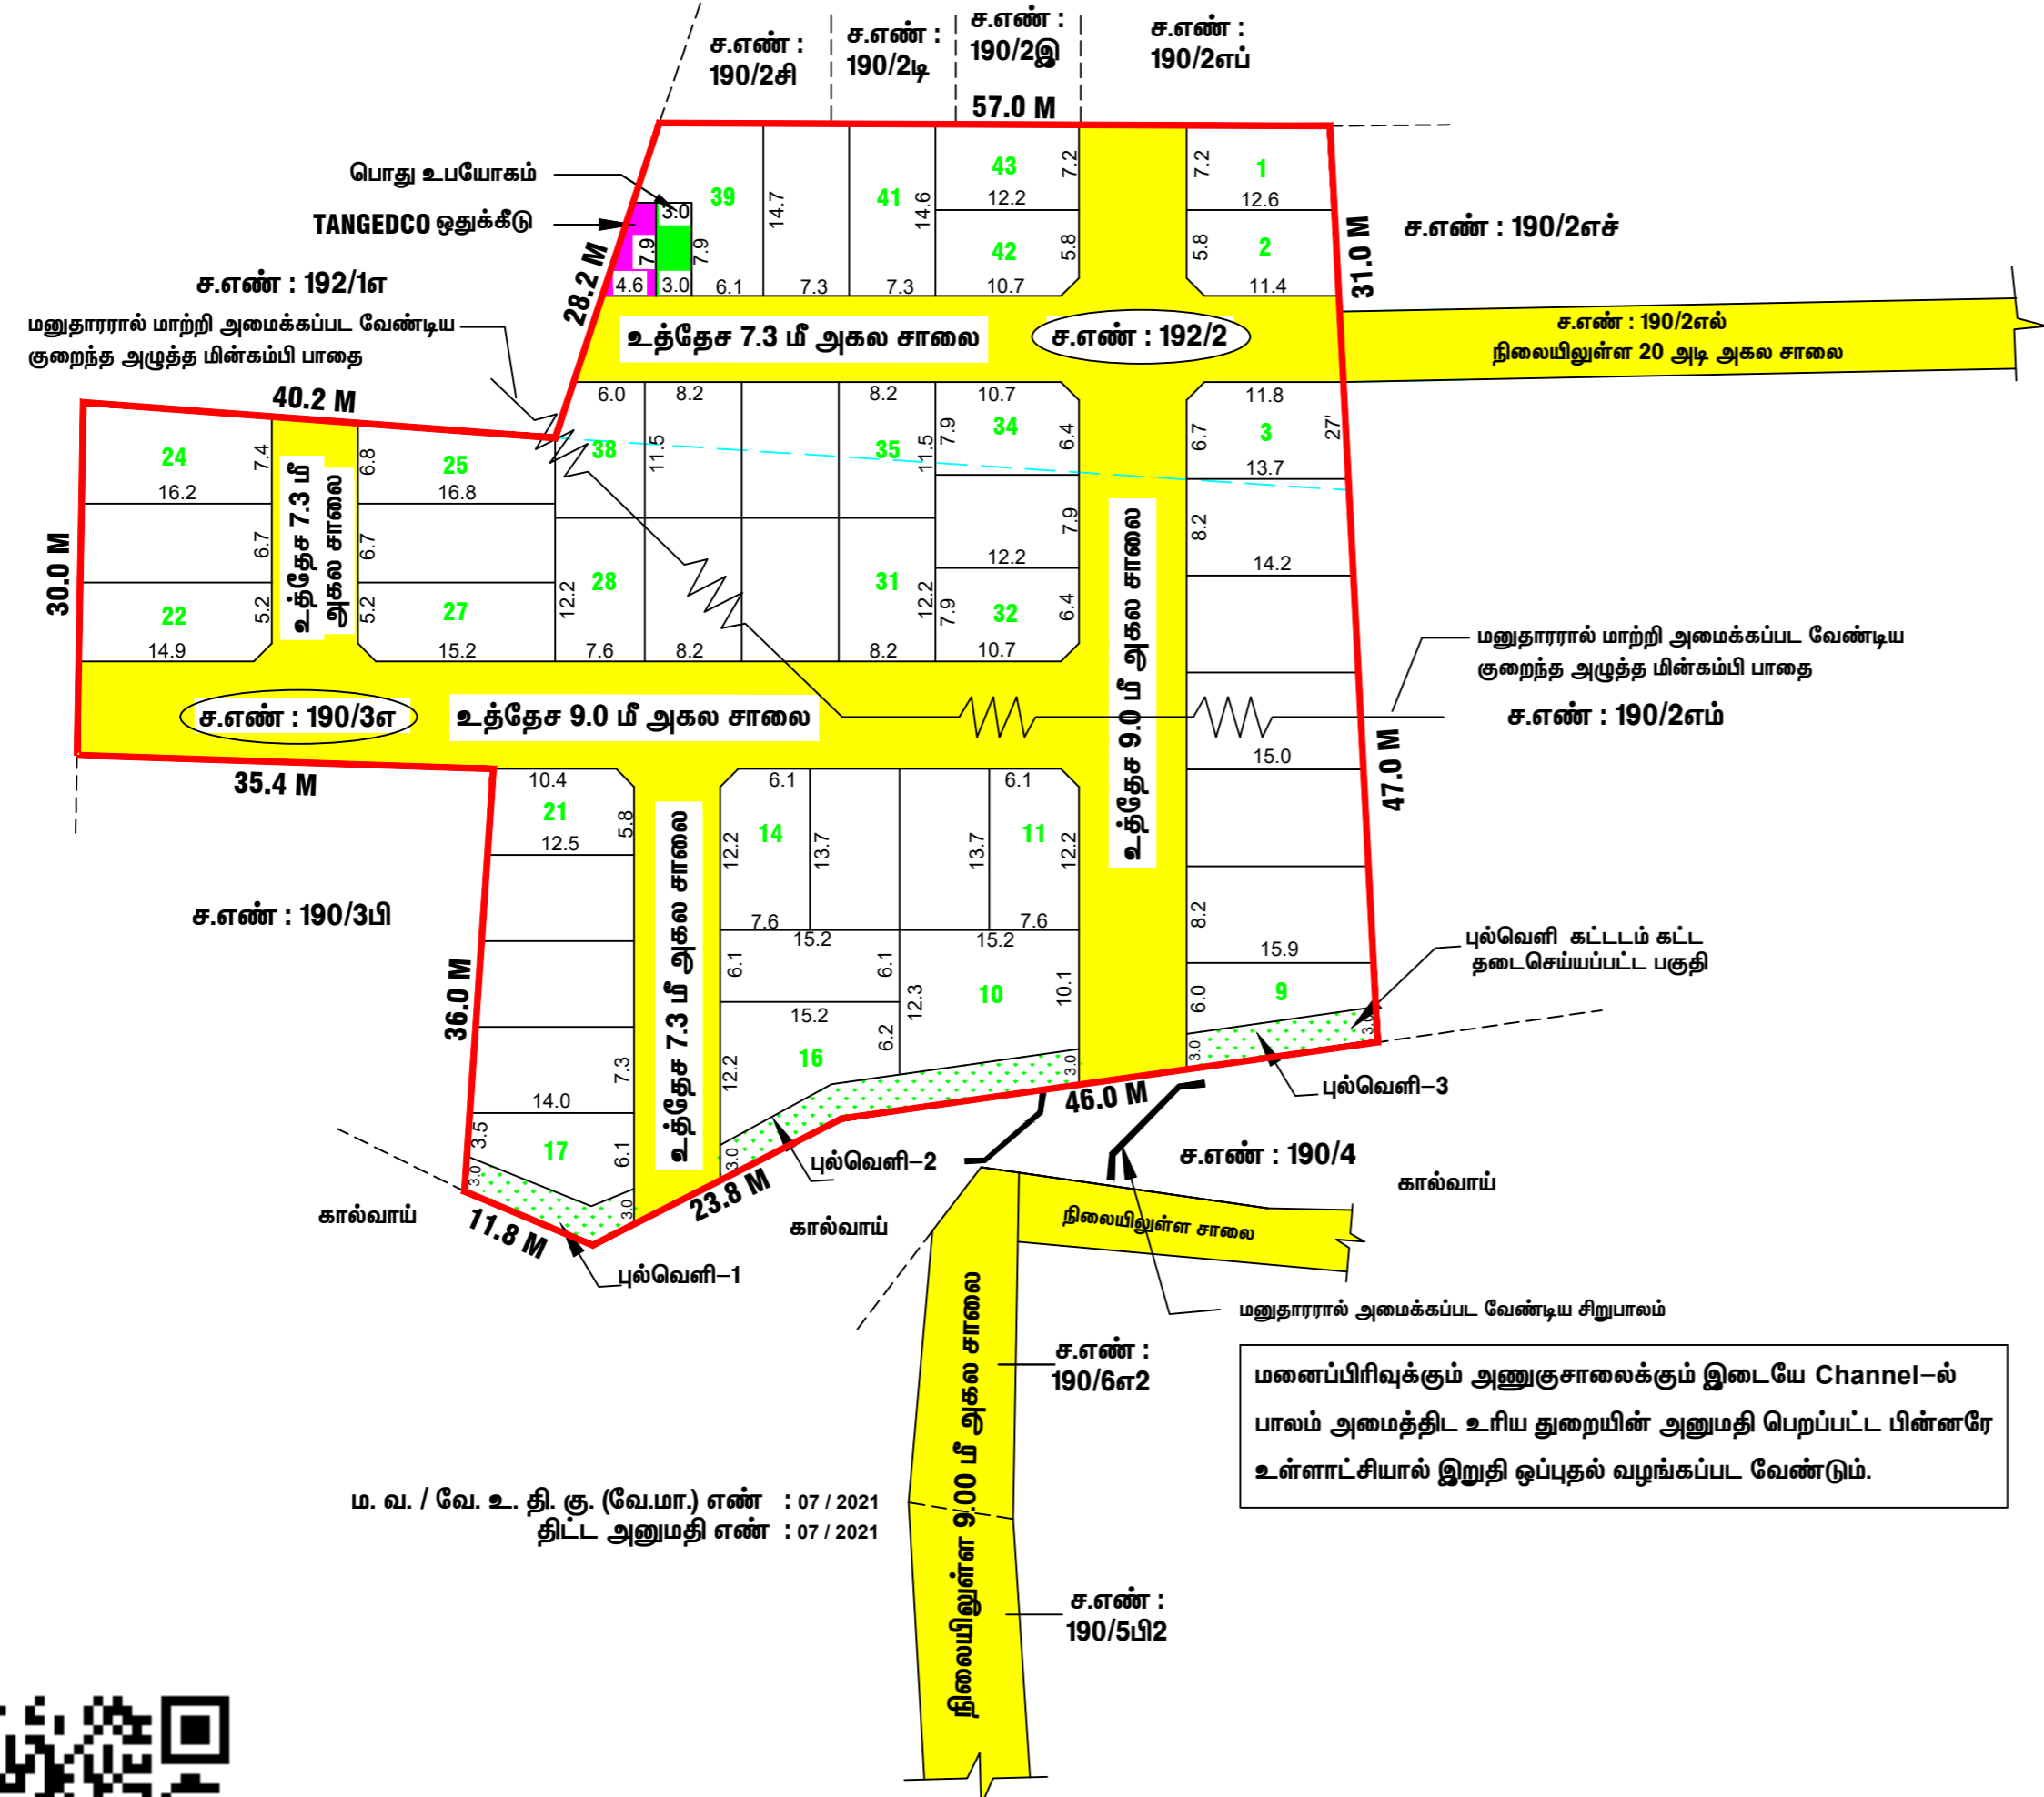 ச.எண் :
190/2சி
ச.எண் :
190/2டி
ச.எண் :
190/2இ
ச.எண் :
190/2எப்
57.0 M
பொது உபயோகம்
TANGEDCO ஒதுக்கீடு
39
14.7
41
14.6
43
7.2
12.2
42
5.8
10.7
7.2
1
12.6
5.8
2
11.4
31.0 M
ச.எண் : 190/2எச்
3.0
7.9
7.9
4.6
3.0
6.1
7.3
7.3
28.2 M
ச.எண் : 192/1எ
மனுதாரரால் மாற்றி அமைக்கப்பட வேண்டிய
குறைந்த அழுத்த மின்கம்பி பாதை
உத்தேச 7.3 மீ அகல சாலை
ச.எண் : 192/2
ச.எண் : 190/2எல்
நிலையிலுள்ள 20 அடி அகல சாலை
40.2 M
6.0
8.2
8.2
10.7
11.8
24
7.4
16.2
6.8
25
16.8
38
11.5
35
11.5
7.9
34
6.4
6.7
3
27'
13.7
30.0 M
6.7
உத்தேச 7.3 மீ
அகல சாலை
6.7
22
5.2
14.9
5.2
27
15.2
12.2
28
7.6
8.2
31
8.2
12.2
7.9
12.2
7.9
32
6.4
10.7
8.2
14.2
உத்தேச 9.0 மீ அகல சாலை
மனுதாரரால் மாற்றி அமைக்கப்பட வேண்டிய
குறைந்த அழுத்த மின்கம்பி பாதை
ச.எண் : 190/2எம்
ச.எண் : 190/3எ
உத்தேச 9.0 மீ அகல சாலை
15.0
47.0 M
35.4 M
10.4
21
5.8
12.5
6.1
14
12.2
13.7
7.6
6.1
11
13.7
12.2
7.6
ச.எண் : 190/3பி
உத்தேச 7.3 மீ அகல சாலை
15.2
6.1
6.1
15.2
15.2
16
6.2
12.2
12.3
10
10.1
8.2
15.9
6.0
9
புல்வெளி கட்டடம் கட்ட
தடைசெய்யப்பட்ட பகுதி
36.0 M
7.3
14.0
3.5
17
6.1
3.0
3.0
3.0
3.0
3.0
3.0
புல்வெளி–3
46.0 M
புல்வெளி–2
23.8 M
ச.எண் : 190/4
கால்வாய்
கால்வாய்
11.8 M
கால்வாய்
நிலையிலுள்ள சாலை
புல்வெளி–1
மனுதாரரால் அமைக்கப்பட வேண்டிய சிறுபாலம்
ச.எண் :
190/6எ2
நிலையிலுள்ள 9.00 மீ அகல சாலை
மனைப்பிரிவுக்கும் அணுகுசாலைக்கும் இடையே Channel–ல்
பாலம் அமைத்திட உரிய துறையின் அனுமதி பெறப்பட்ட பின்னரே
உள்ளாட்சியால் இறுதி ஒப்புதல் வழங்கப்பட வேண்டும்.
ம. வ. / வே. உ. தி. கு. (வே.மா.) எண் : 07 / 2021
திட்ட அனுமதி எண் : 07 / 2021
ச.எண் :
190/5பி2